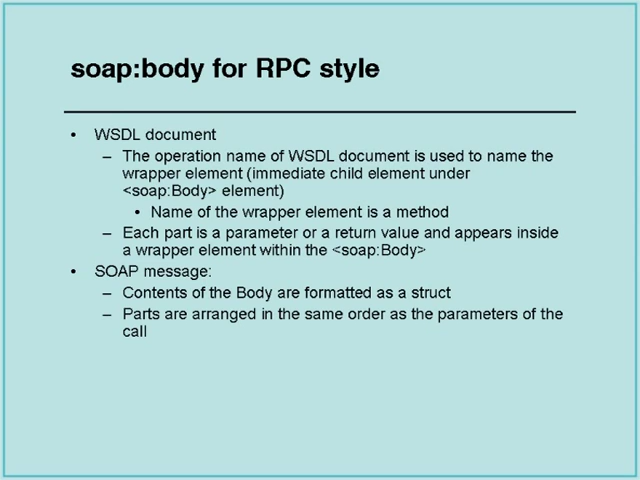 soap:body for RPC style
• WSDL document
– The operation name of WSDL document is used to name the
wrapper element (immediate child element under
<soap:Body> element)
• Name of the wrapper element is a method
– Each part is a parameter or a return value and appears inside
a wrapper element within the <soap:Body>
• SOAP message:
– Contents of the Body are formatted as a struct
– Parts are arranged in the same order as the parameters of the
call